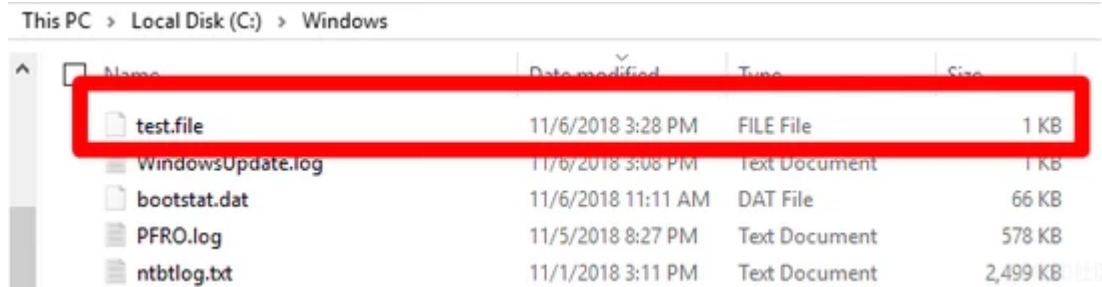 This PC > Local Disk (C:) > Windows
Name Date modified Type Size
test.file 11/6/2018 3:28 PM FILE File 1 KB
WindowsUpdate.log 11/6/2018 3:08 PM Text Document 1 KB
bootstat.dat 11/6/2018 11:11 AM DAT File 66 KB
PFRO.log 11/5/2018 8:27 PM Text Document 578 KB
ntbtlog.txt 11/1/2018 3:11 PM Text Document 2,499 KB